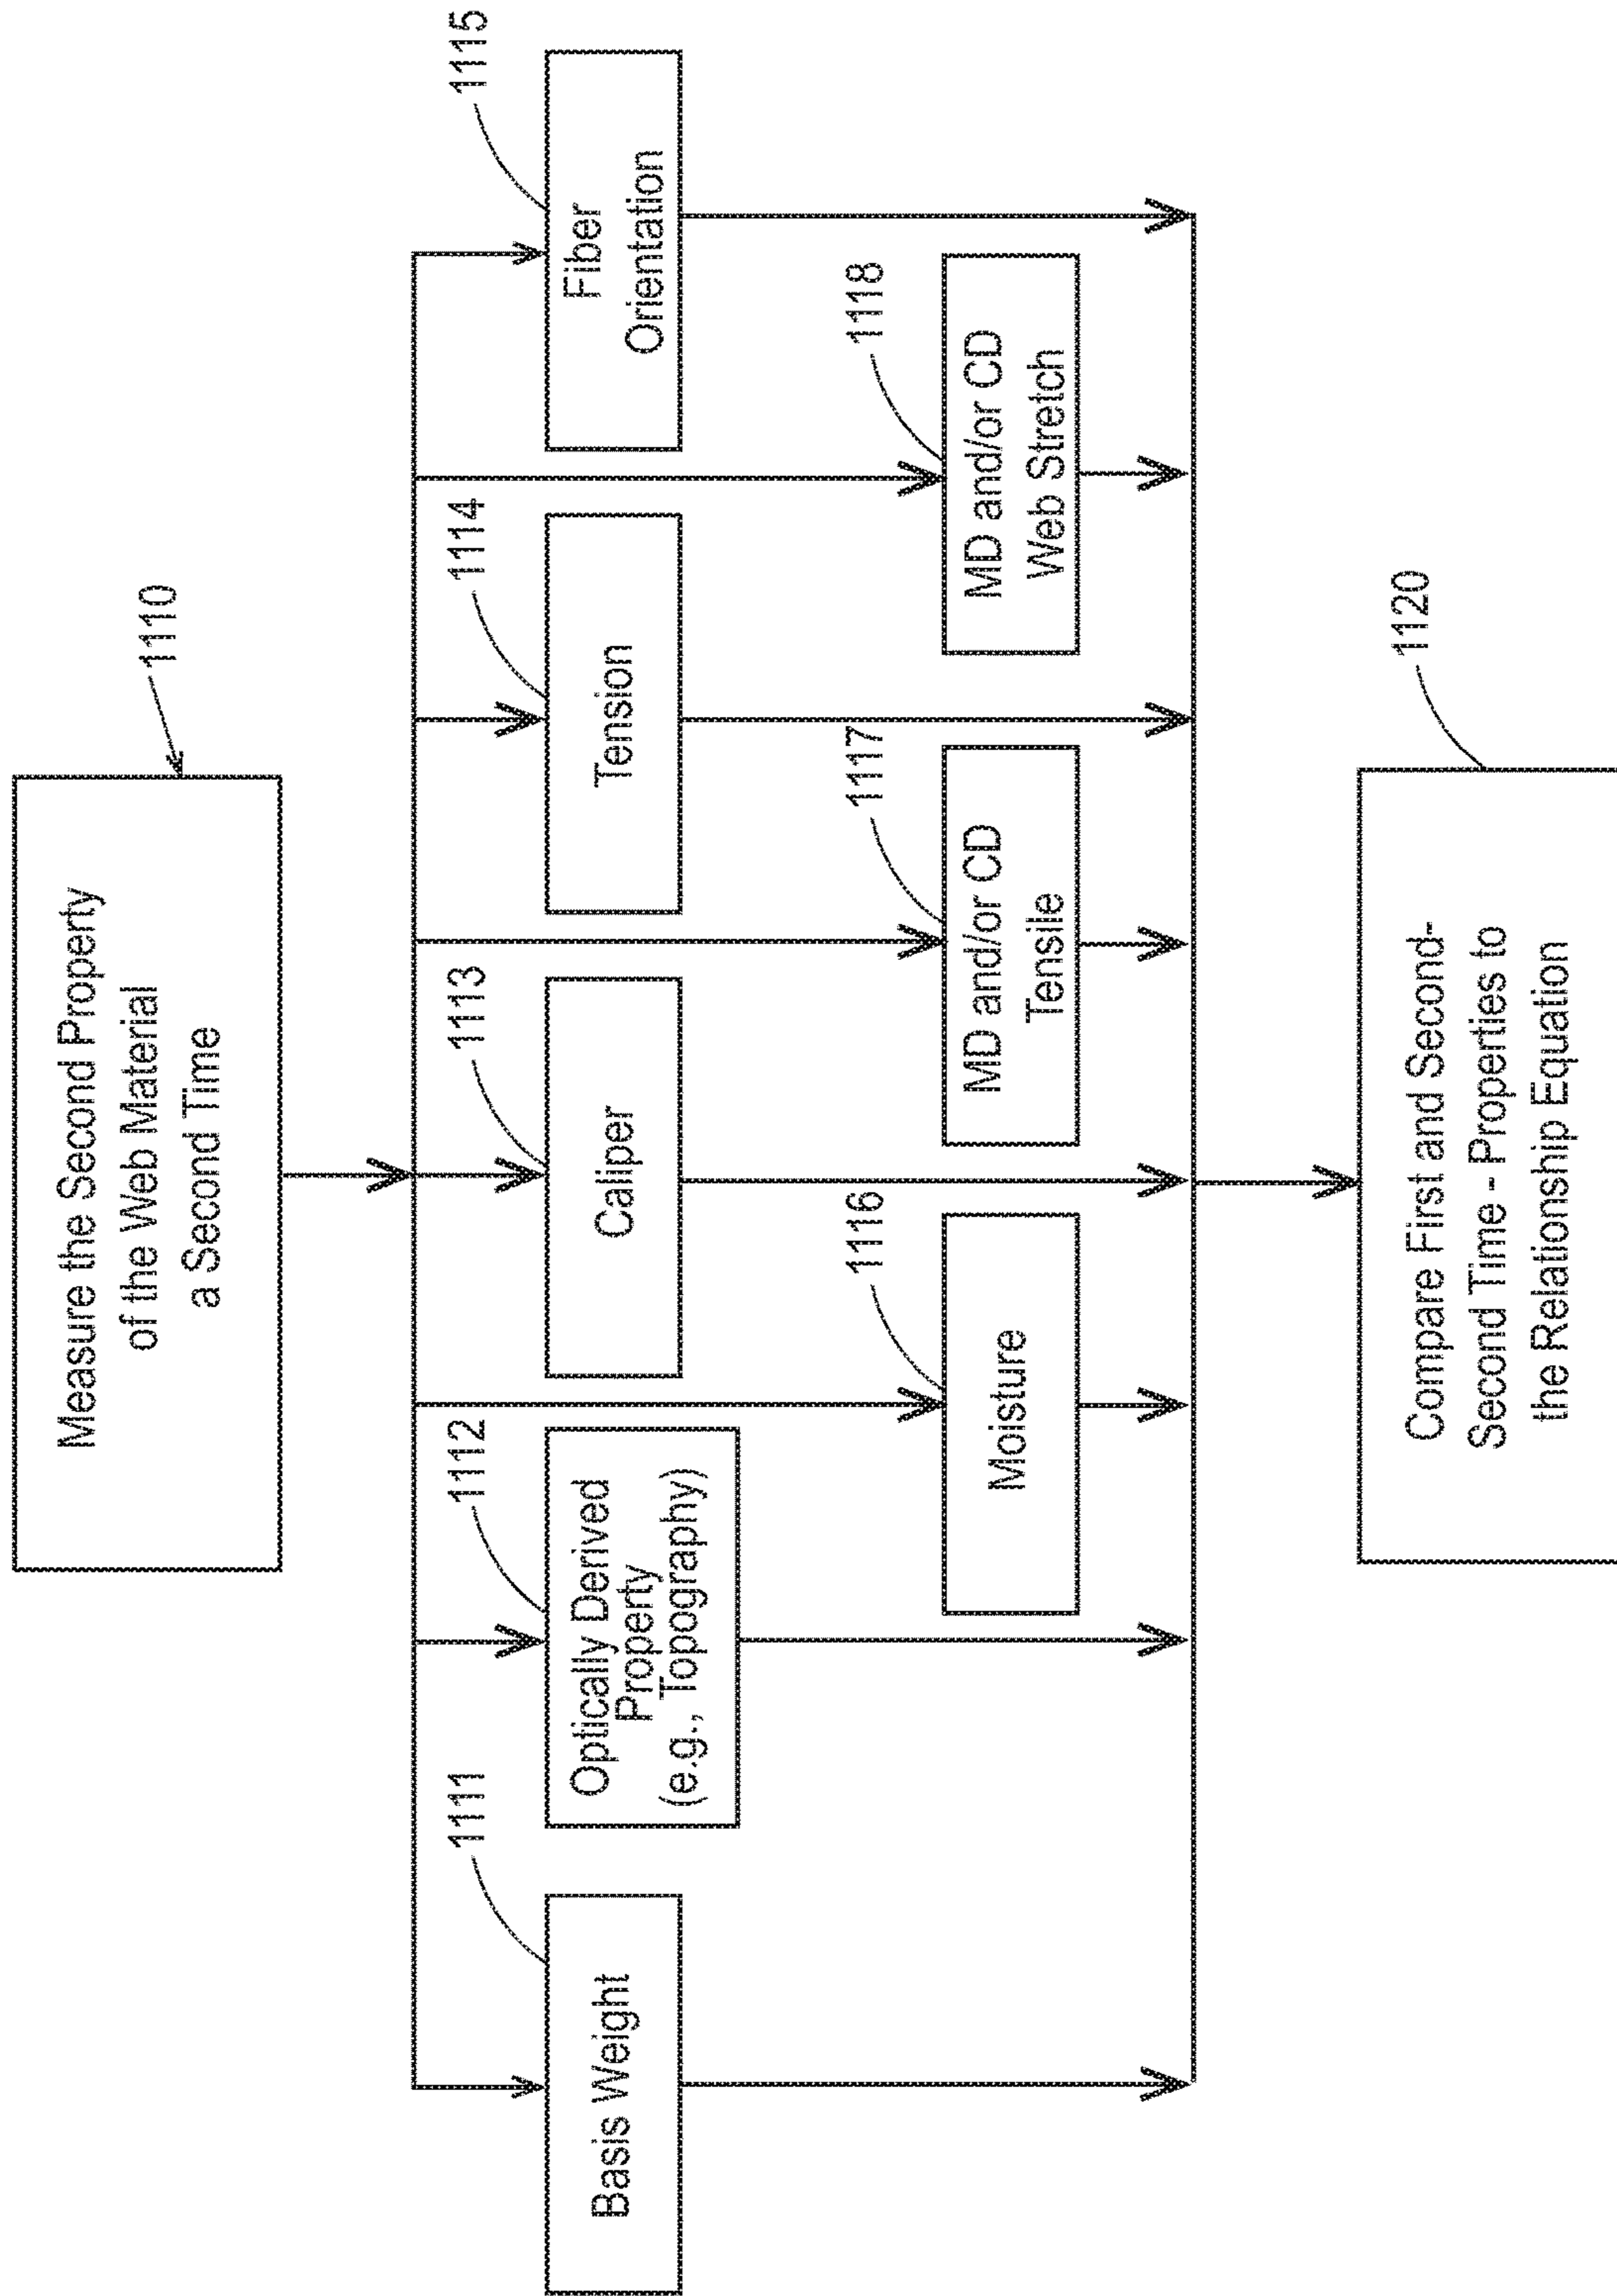 Measure the Second Property
of the Web Material
a Second Time
1110
1111
1112
1113
1114
1115
Basis Weight
Optically Derived
Property
(e.g., Topography)
Caliper
Tension
Fiber
Orientation
1116
1117
1118
Moisture
MD and/or CD
Tensile
MD and/or CD
Web Stretch
1120
Compare First and Second-
Second Time - Properties to
the Relationship Equation